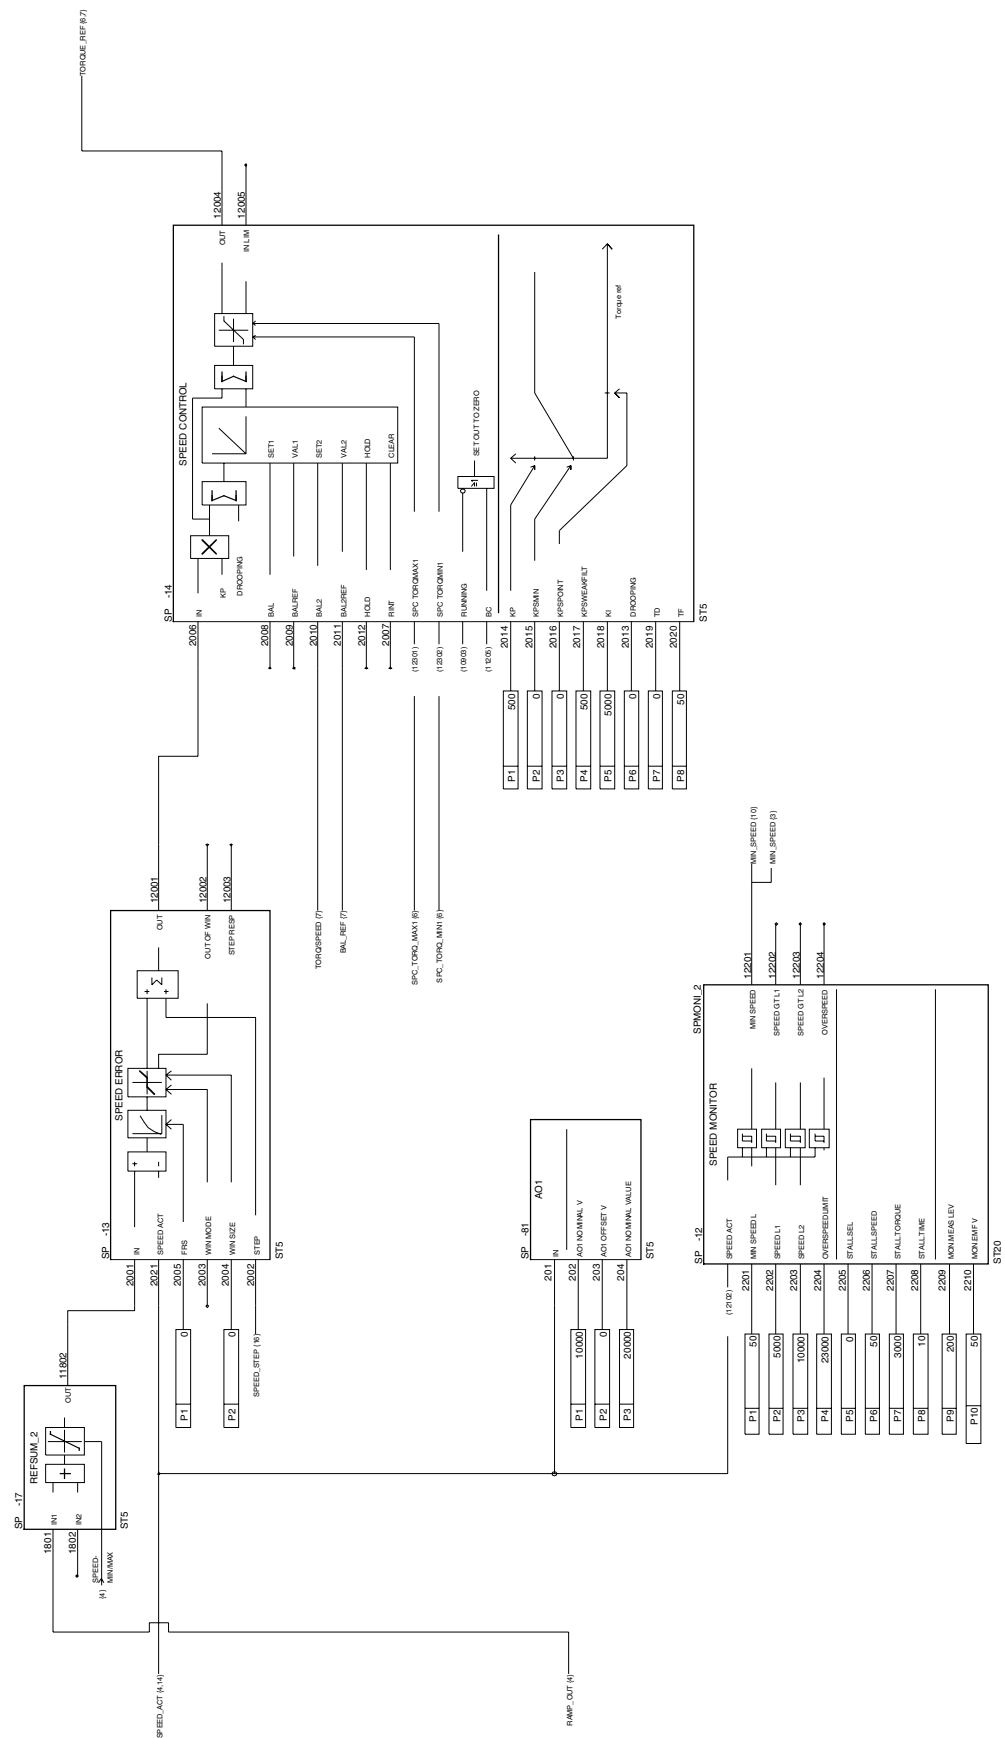 TORQUE_REF (6,7)
SP -17
REFSUM_2
1801
IN1
1802
IN2
SPEED-
MIN/MAX
(4)
OUT
11802
ST5
SPEED_ACT (4,14)
RAMP_OUT (4)
SP -13
SPEED ERROR
2001
IN
2021
SPEED ACT
2005
FRS
2003
WIN MODE
2004
WIN SIZE
2002
STEP
P1 0
P2 0
SPEED_STEP (16)
+
-
+
+
Σ
OUT
12001
OUT OF WIN
12002
STEP RESP
12003
ST5
SP -14
SPEED CONTROL
2006
IN
KP
DROOPING
2008
BAL
2009
BALREF
2010
BAL2
2011
BAL2REF
2012
HOLD
2007
RINT
(12301)
SPC TORQMAX1
(12302)
SPC TORQMIN1
(10903)
RUNNING
(11205)
BC
Σ
Σ
SET1
VAL1
SET2
VAL2
HOLD
CLEAR
≥1
SET OUT TO ZERO
OUT
12004
IN LIM
12005
TORQ/SPEED (7)
BAL_REF (7)
SPC_TORQ_MAX1 (6)
SPC_TORQ_MIN1 (6)
P1 500 2014 KP
P2 0 2015 KPSMIN
P3 0 2016 KPSPOINT
P4 500 2017 KPSWEAKFILT
P5 5000 2018 KI
P6 0 2013 DROOPING
P7 0 2019 TD
P8 50 2020 TF
Torque ref
ST5
SP -81
AO1
201 IN
P1 10000 202 AO1 NOMINAL V
P2 0 203 AO1 OFFSET V
P3 20000 204 AO1 NOMINAL VALUE
ST5
SP -12
SPMONI_2
SPEED MONITOR
(12102) SPEED ACT
P1 50 2201 MIN SPEED L
P2 5000 2202 SPEED L1
P3 10000 2203 SPEED L2
P4 23000 2204 OVERSPEEDLIMIT
P5 0 2205 STALL.SEL
P6 50 2206 STALL.SPEED
P7 3000 2207 STALL.TORQUE
P8 10 2208 STALL.TIME
P9 200 2209 MON.MEAS LEV
P10 50 2210 MON.EMF V
MIN SPEED
12201
SPEED GT L1
12202
SPEED GT L2
12203
OVERSPEED
12204
MIN_SPEED (10)
MIN_SPEED (3)
ST20